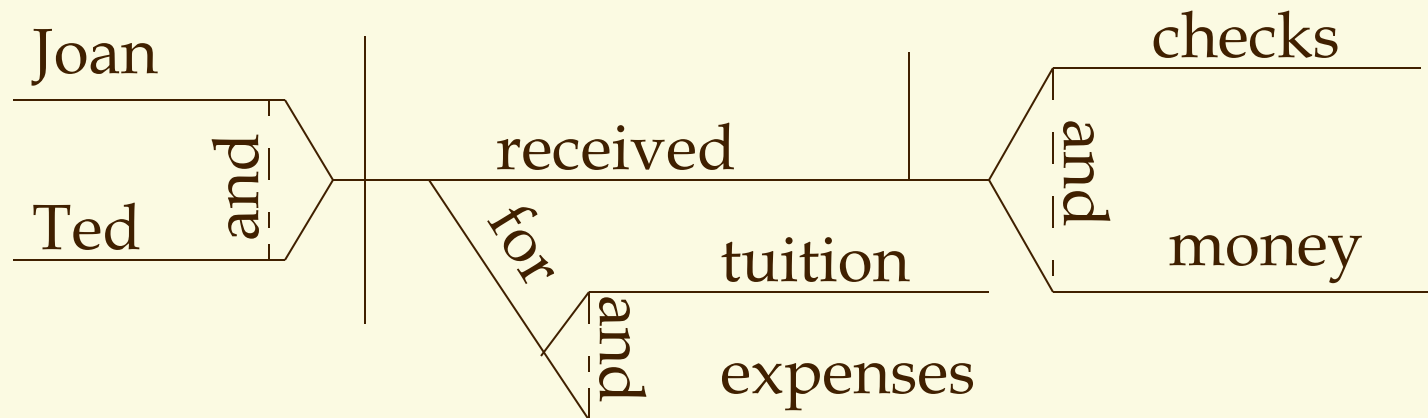 Joan
and
Ted
received
for
tuition
and
expenses
checks
and
money